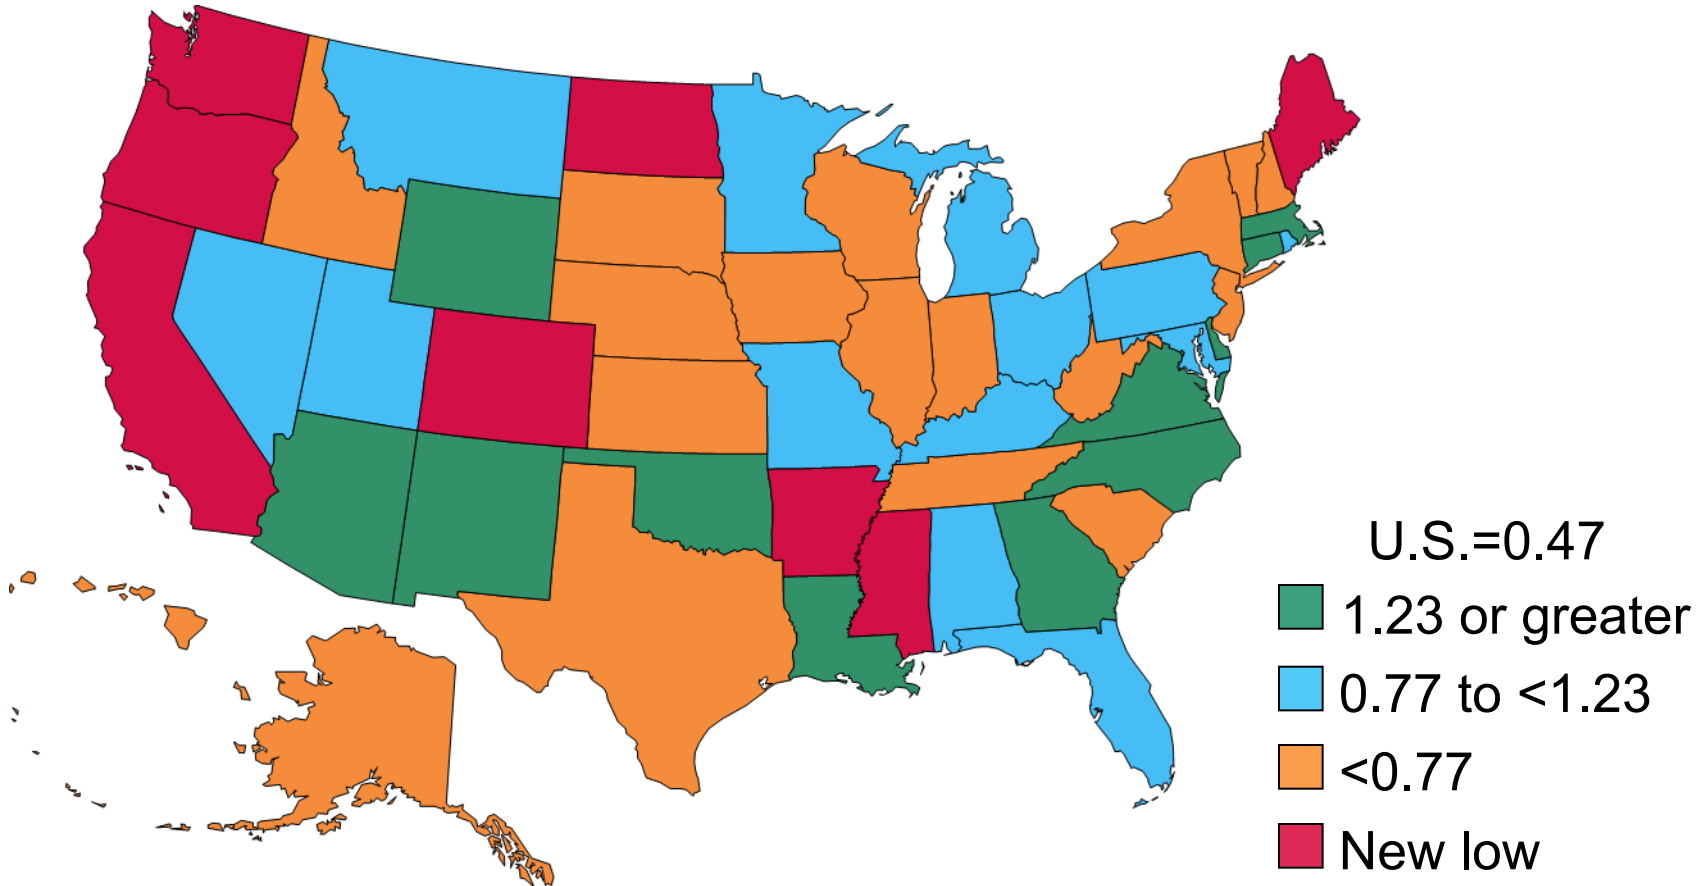 U.S.=0.47
1.23 or greater
0.77 to <1.23
<0.77
New low